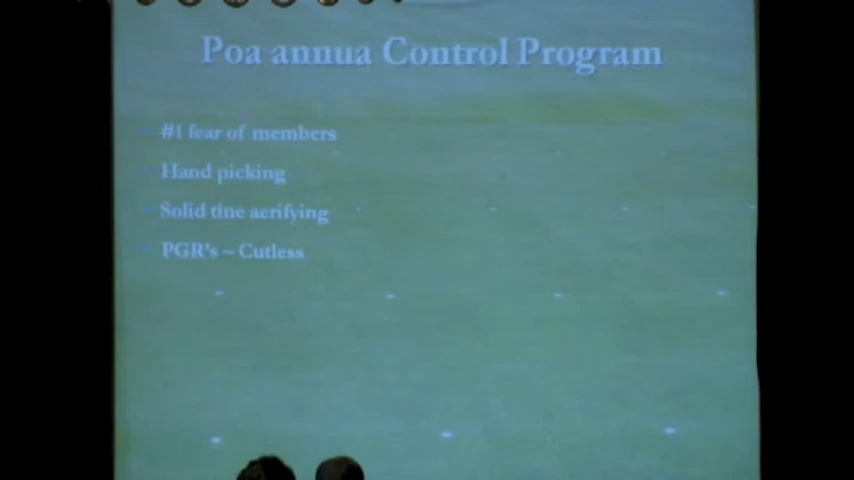 Poa annua Control Program
#1 fear of members
Hand picking
Solid tine aerifying
PGR's – Cutless